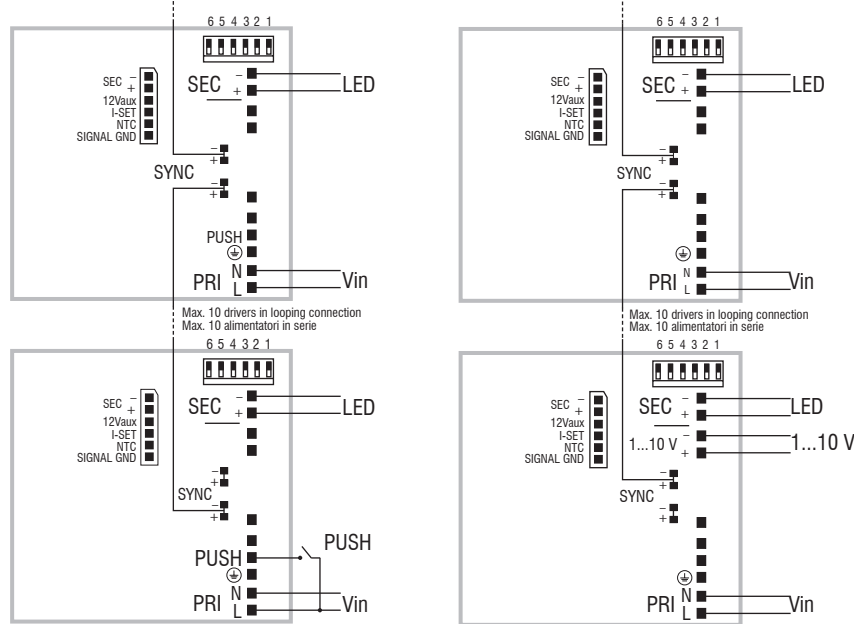 6 5 4 3 2 1
SEC –
+
12Vaux
I-SET
NTC
SIGNAL GND
SEC –
+
LED
–
+
SYNC
–
+
PUSH
N
PRI
L
Vin
Max. 10 drivers in looping connection
Max. 10 alimentatori in serie
6 5 4 3 2 1
SEC –
+
12Vaux
I-SET
NTC
SIGNAL GND
SEC –
+
LED
–
+
SYNC
–
+
PUSH
PUSH
N
PRI
L
Vin
6 5 4 3 2 1
SEC –
+
12Vaux
I-SET
NTC
SIGNAL GND
SEC –
+
LED
–
+
SYNC
–
+
N
PRI
L
Vin
Max. 10 drivers in looping connection
Max. 10 alimentatori in serie
6 5 4 3 2 1
SEC –
+
12Vaux
I-SET
NTC
SIGNAL GND
SEC –
+
LED
–
1...10 V
+
1...10 V
–
+
SYNC
–
+
N
PRI
L
Vin